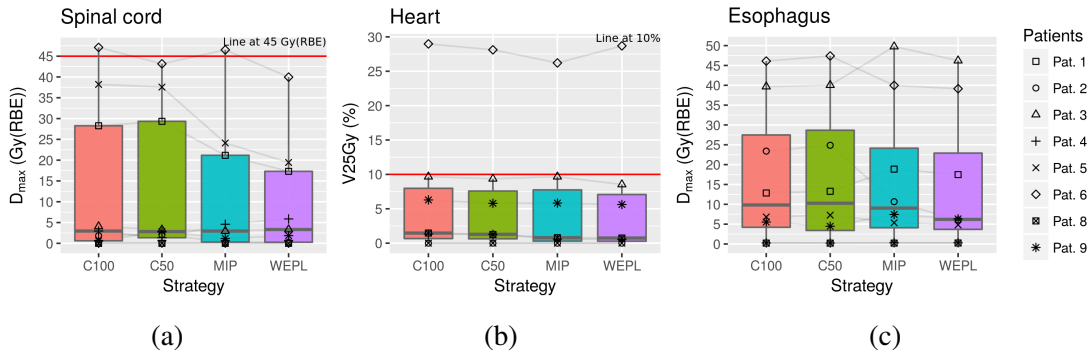 Spinal cord
Heart
Esophagus
Line at 45 Gy(RBE)
Line at 10%
Patients
Pat. 1
Pat. 2
Pat. 3
Pat. 4
Pat. 5
Pat. 6
Pat. 8
Pat. 9
Dmax (Gy(RBE))
45
40
35
30
25
20
15
10
5
0
C100 C50 MIP WEPL
Strategy
V25Gy (%)
30
25
20
15
10
5
0
C100 C50 MIP WEPL
Strategy
Dmax (Gy(RBE))
50
45
40
35
30
25
20
15
10
5
0
C100 C50 MIP WEPL
Strategy
(a)
(b)
(c)